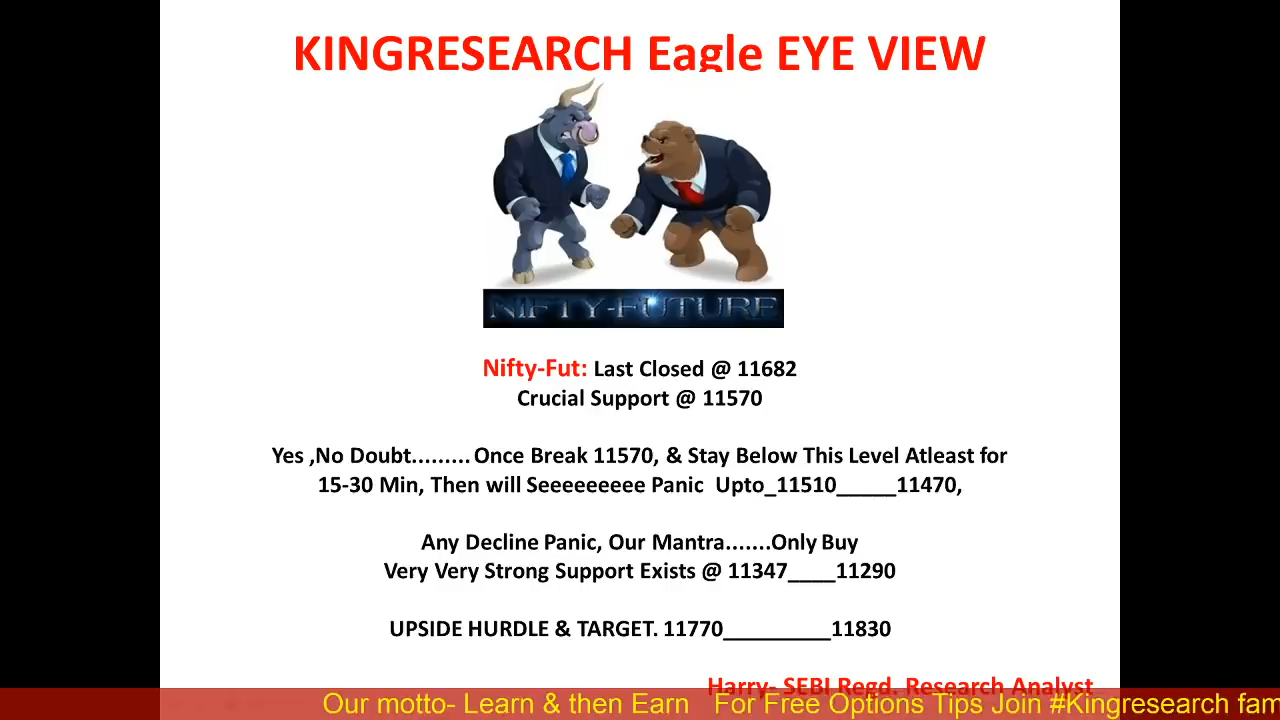 KINGRESEARCH Eagle EYE VIEW
NIFTY-FUTURE
Nifty-Fut: Last Closed @ 11682
Crucial Support @ 11570
Yes ,No Doubt......... Once Break 11570, & Stay Below This Level Atleast for
15-30 Min, Then will Seeeeeeeee Panic Upto_11510_____11470,
Any Decline Panic, Our Mantra.......Only Buy
Very Very Strong Support Exists @ 11347____11290
UPSIDE HURDLE & TARGET. 11770_________11830
Harry- SEBI Regd. Research Analyst
Our motto- Learn & then Earn For Free Options Tips Join #Kingresearch fam